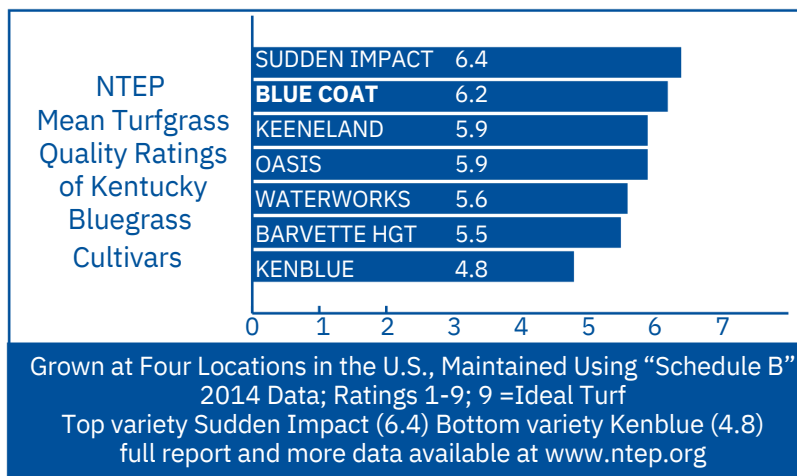 NTEP
Mean Turfgrass
Quality Ratings
of Kentucky
Bluegrass
Cultivars
SUDDEN IMPACT 6.4
BLUE COAT 6.2
KEENELAND 5.9
OASIS 5.9
WATERWORKS 5.6
BARVETTE HGT 5.5
KENBLUE 4.8
0 1 2 3 4 5 6 7
Grown at Four Locations in the U.S., Maintained Using “Schedule B”
2014 Data; Ratings 1-9; 9 =Ideal Turf
Top variety Sudden Impact (6.4) Bottom variety Kenblue (4.8)
full report and more data available at www.ntep.org